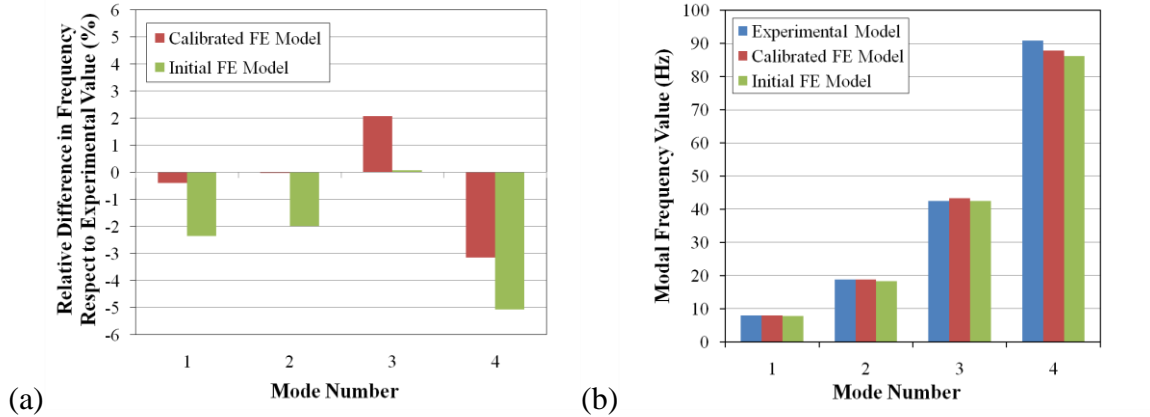 6
5
4
3
2
1
0
-1
-2
-3
-4
-5
-6
Relative Difference in Frequency
Respect to Experimental Value (%)
Calibrated FE Model
Initial FE Model
1 2 3 4
Mode Number
(a)
100
90
80
70
60
50
40
30
20
10
0
Modal Frequency Value (Hz)
Experimental Model
Calibrated FE Model
Initial FE Model
1 2 3 4
Mode Number
(b)